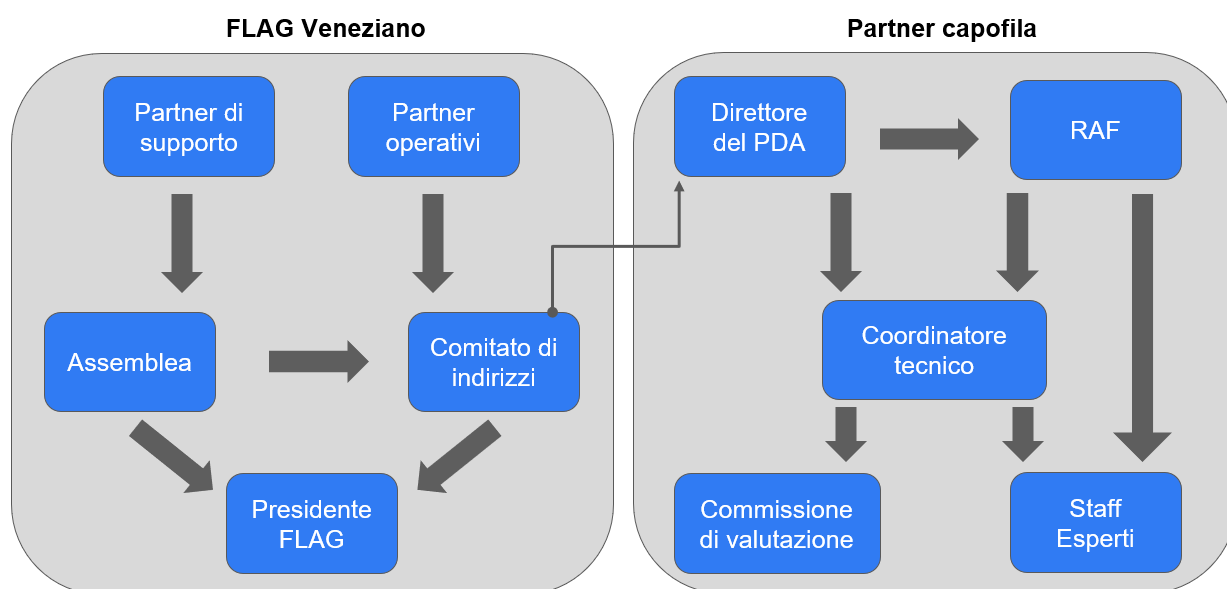 FLAG Veneziano
Partner di
supporto
Partner
operativi
Assemblea
Comitato di
indirizzi
Presidente
FLAG
Partner capofila
Direttore
del PDA
RAF
Coordinatore
tecnico
Commissione
di valutazione
Staff
Esperti